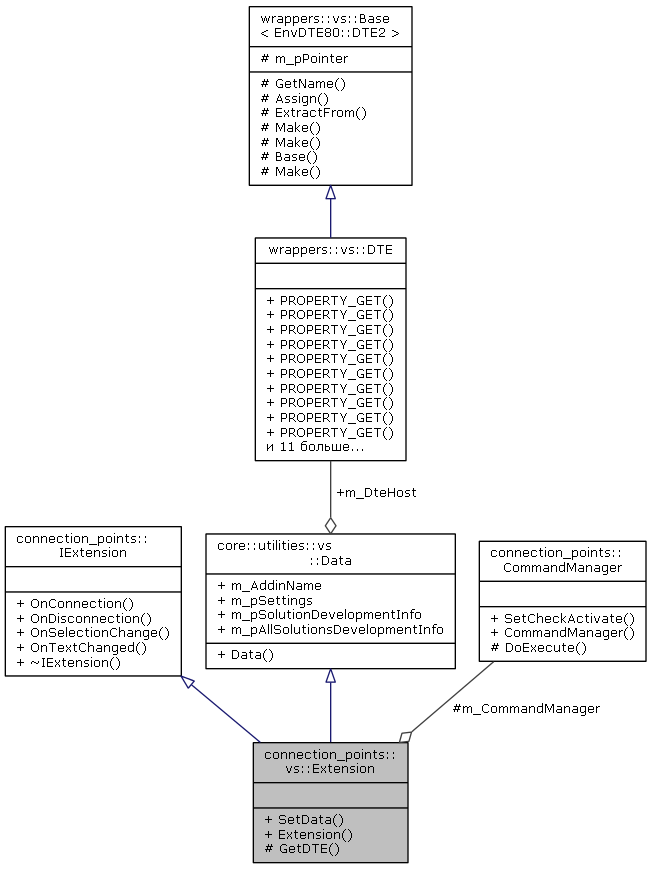 wrappers::vs::Base
< EnvDTE80::DTE2 >
# m_pPointer
# GetName()
# Assign()
# ExtractFrom()
# Make()
# Make()
# Base()
# Make()
wrappers::vs::DTE
+ PROPERTY_GET()
+ PROPERTY_GET()
+ PROPERTY_GET()
+ PROPERTY_GET()
+ PROPERTY_GET()
+ PROPERTY_GET()
+ PROPERTY_GET()
+ PROPERTY_GET()
+ PROPERTY_GET()
+ PROPERTY_GET()
и 11 больше...
+m_DteHost
connection_points::
IExtension
+ OnConnection()
+ OnDisconnection()
+ OnSelectionChange()
+ OnTextChanged()
+ ~IExtension()
core::utilities::vs
::Data
+ m_AddinName
+ m_pSettings
+ m_pSolutionDevelopmentInfo
+ m_pAllSolutionsDevelopmentInfo
+ Data()
connection_points::
CommandManager
+ SetCheckActivate()
+ CommandManager()
# DoExecute()
#m_CommandManager
connection_points::
vs::Extension
+ SetData()
+ Extension()
# GetDTE()